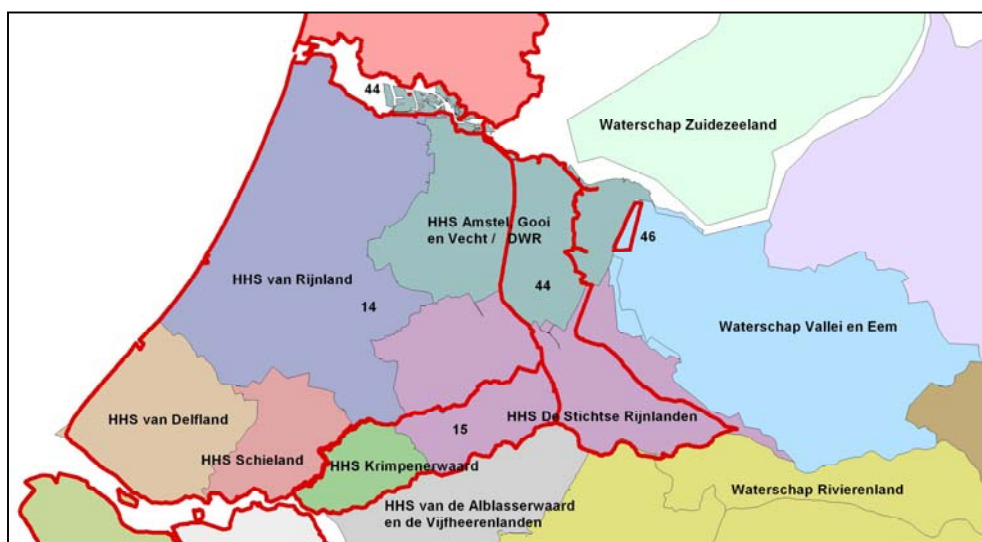 44
Waterschap Zuidezeeland
HHS Amstel, Gooi
en Vecht / DWR
46
HHS van Rijnland
44
14
Waterschap Vallei en Eem
HHS van Delfland
HHS De Stichtse Rijnlanden
15
HHS Schieland
HHS Krimpenerwaard
Waterschap Rivierenland
HHS van de Alblasserwaard
en de Vijfheerenlanden